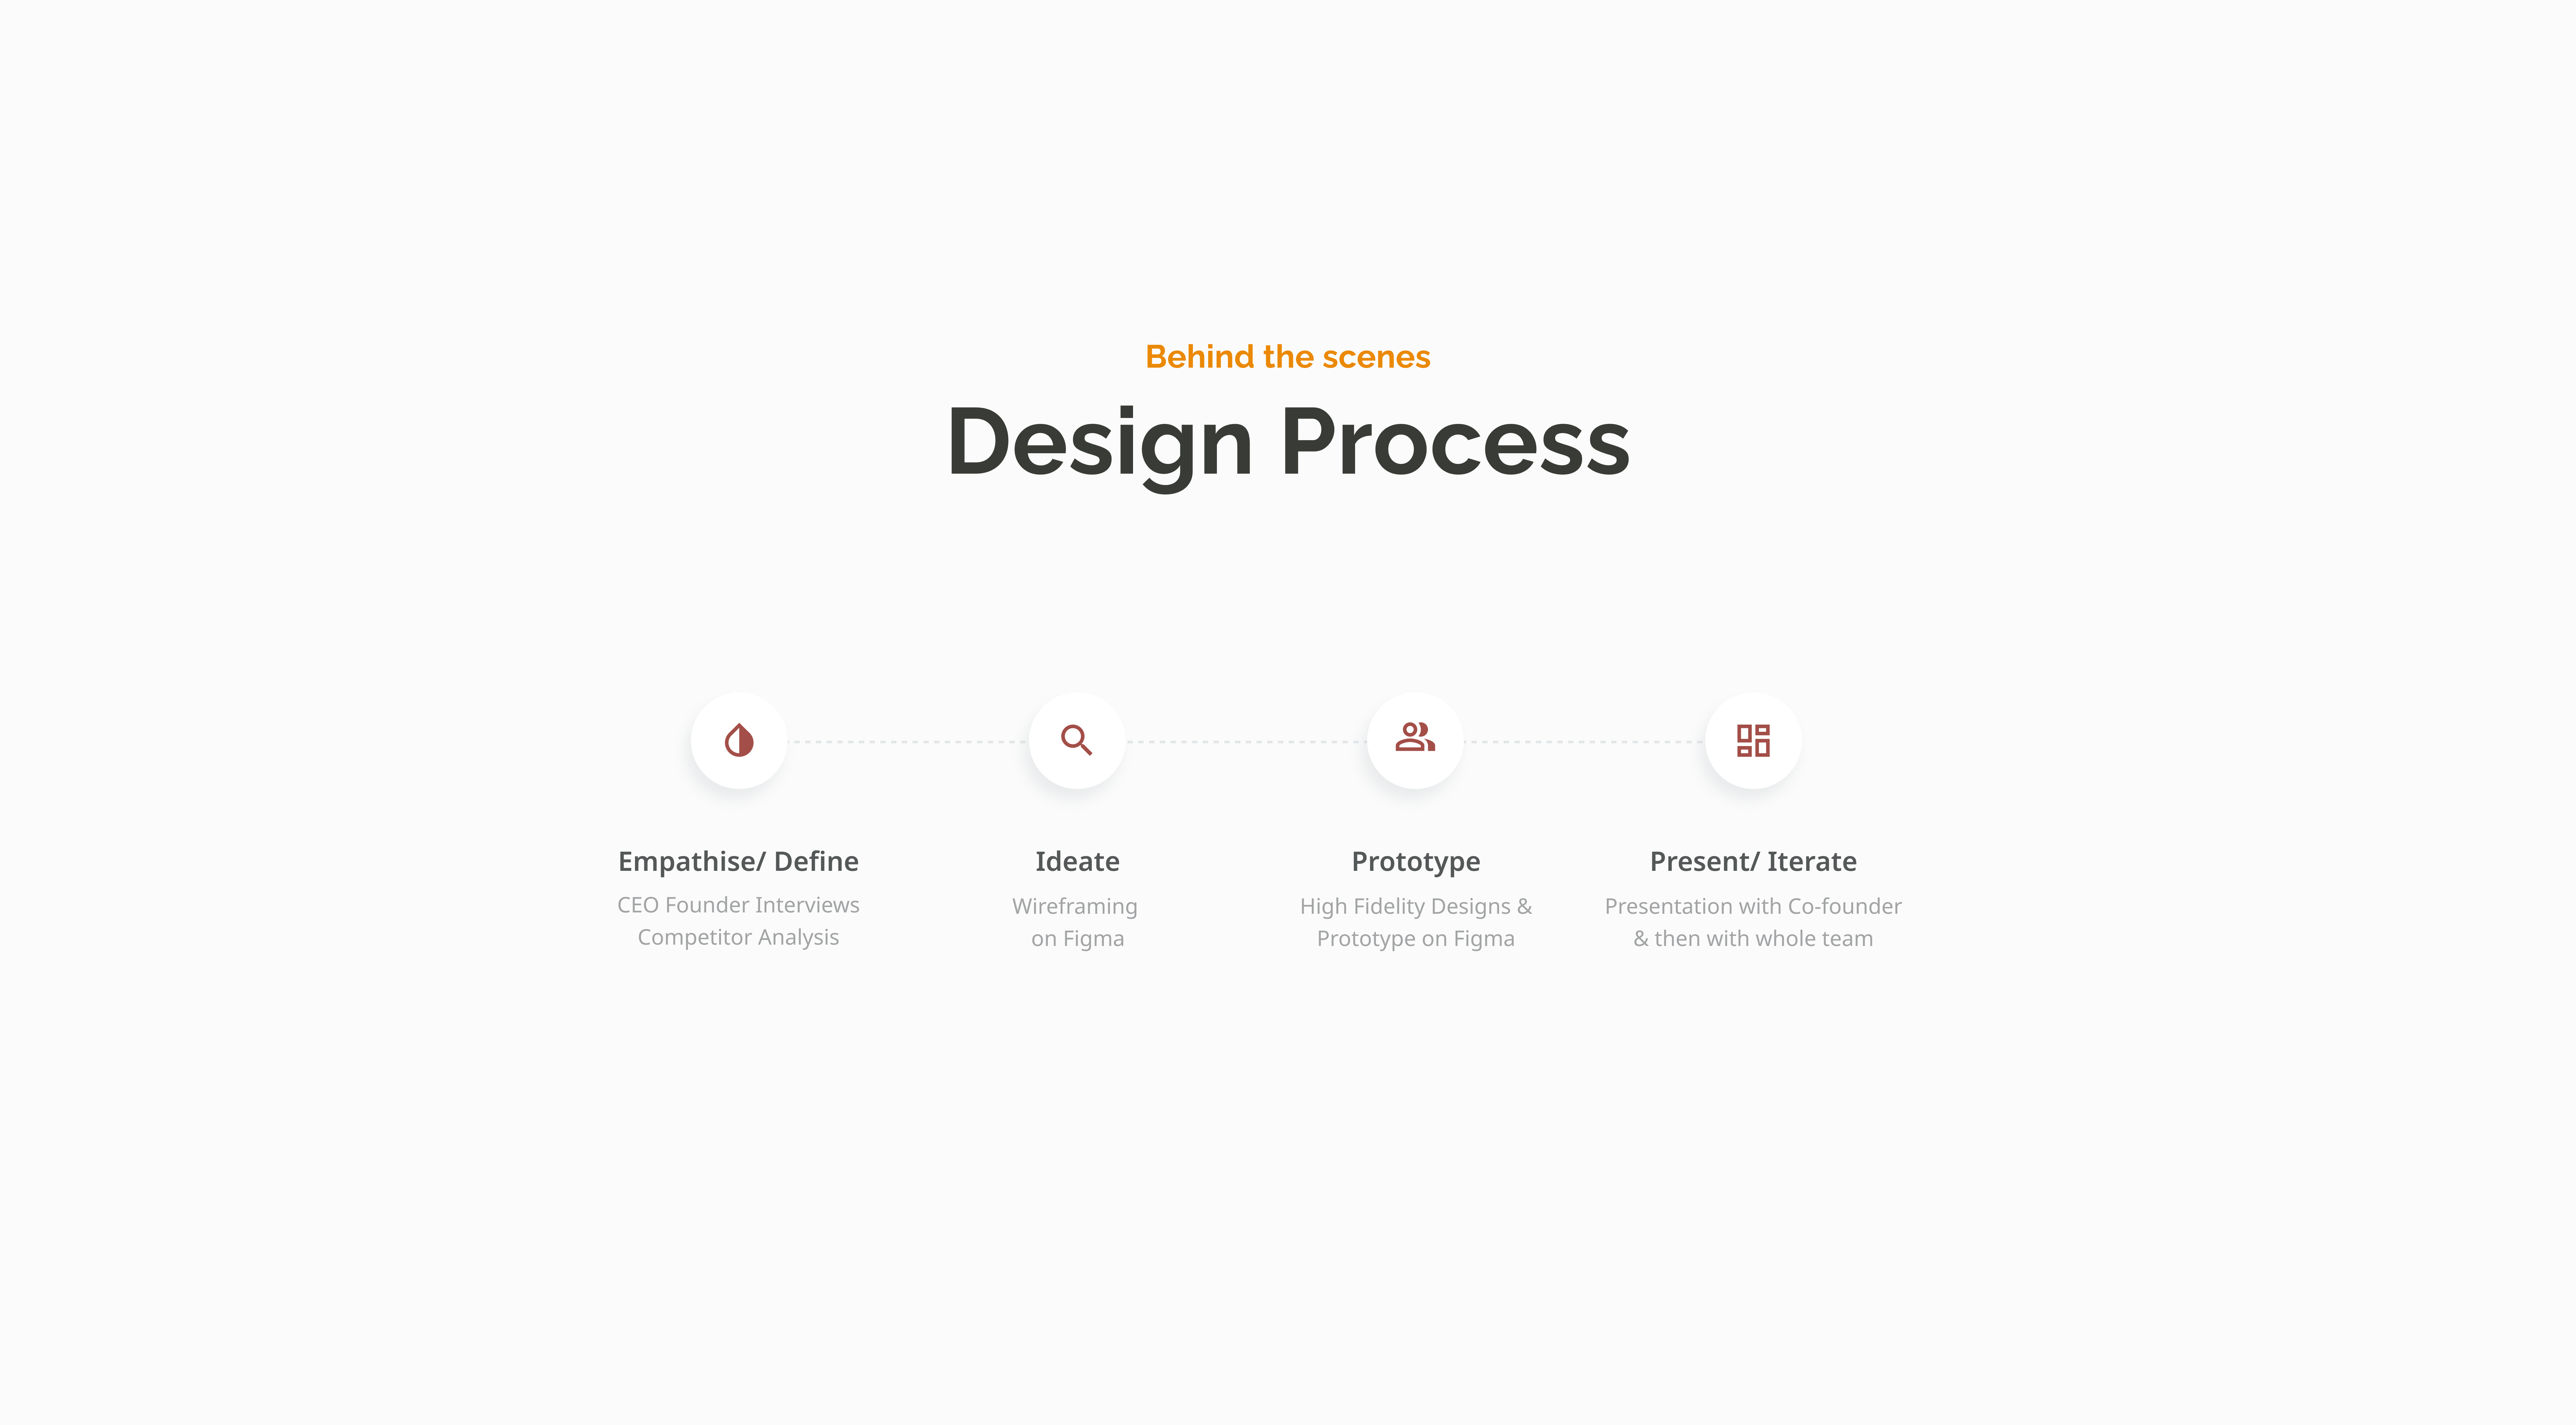 Behind the scenes
Design Process
Empathise/ Define
CEO Founder Interviews
Competitor Analysis
Ideate
Wireframing
on Figma
Prototype
High Fidelity Designs &
Prototype on Figma
Present/ Iterate
Presentation with Co-founder
& then with whole team